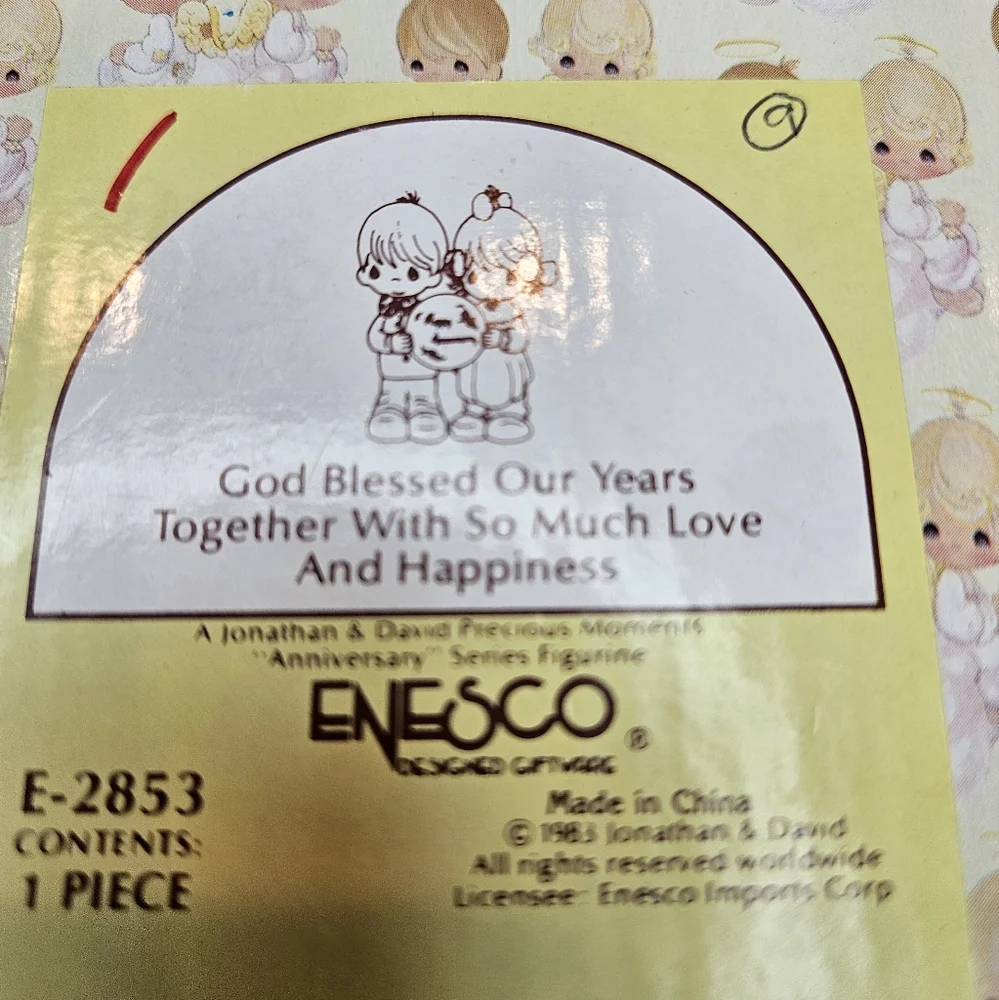 9
God Blessed Our Years
Together With So Much Love
And Happiness
A Jonathan & David Precious Moments
"Anniversary" Series Figurine
ENESCO ®
DESIGNED GIFTWARE
E-2853
CONTENTS:
1 PIECE
Made in China
© 1983 Jonathan & David
All rights reserved worldwide
Licensee: Enesco Imports Corp